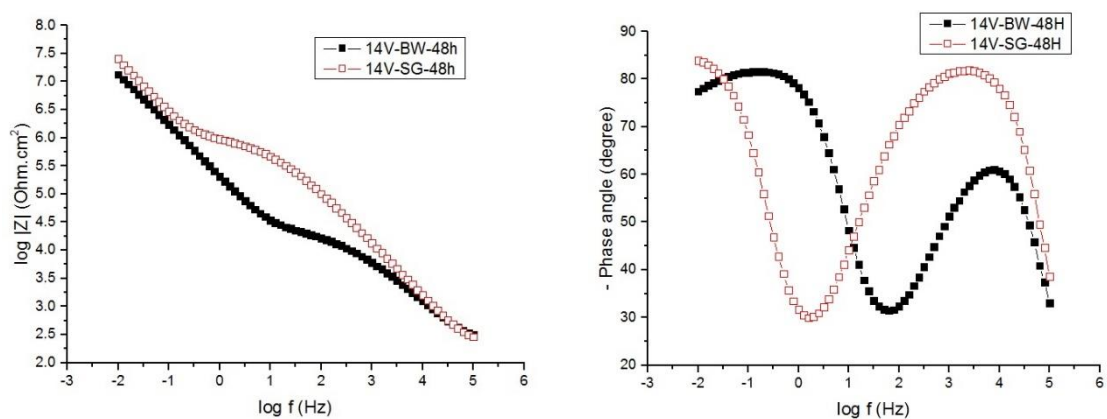 8.0
7.5
7.0
6.5
6.0
5.5
5.0
4.5
4.0
3.5
3.0
2.5
2.0
log |Z| (Ohm.cm²)
14V-BW-48h
14V-SG-48h
-3 -2 -1 0 1 2 3 4 5 6
log f (Hz)
90
80
70
60
50
40
30
20
- Phase angle (degree)
14V-BW-48H
14V-SG-48H
-3 -2 -1 0 1 2 3 4 5 6
log f (Hz)